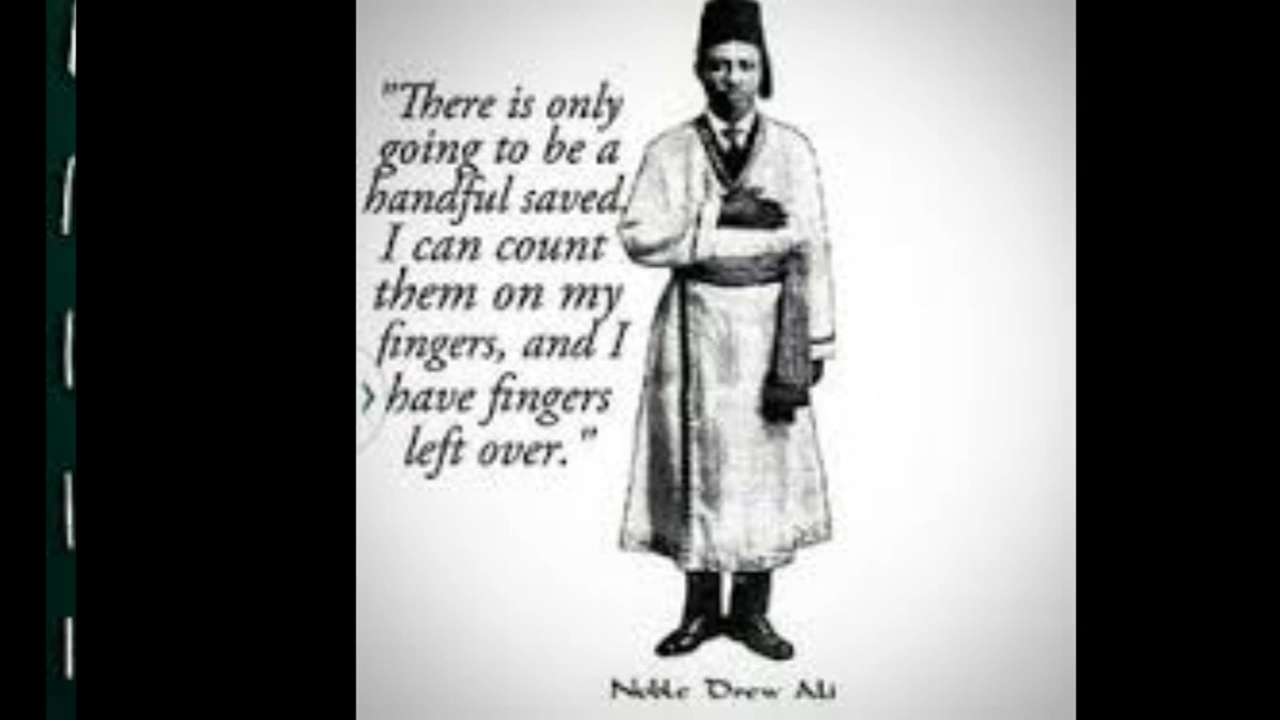 "There is only
going to be a
handful saved.
I can count
them on my
fingers, and I
have fingers
left over."
Noble Drew Ali